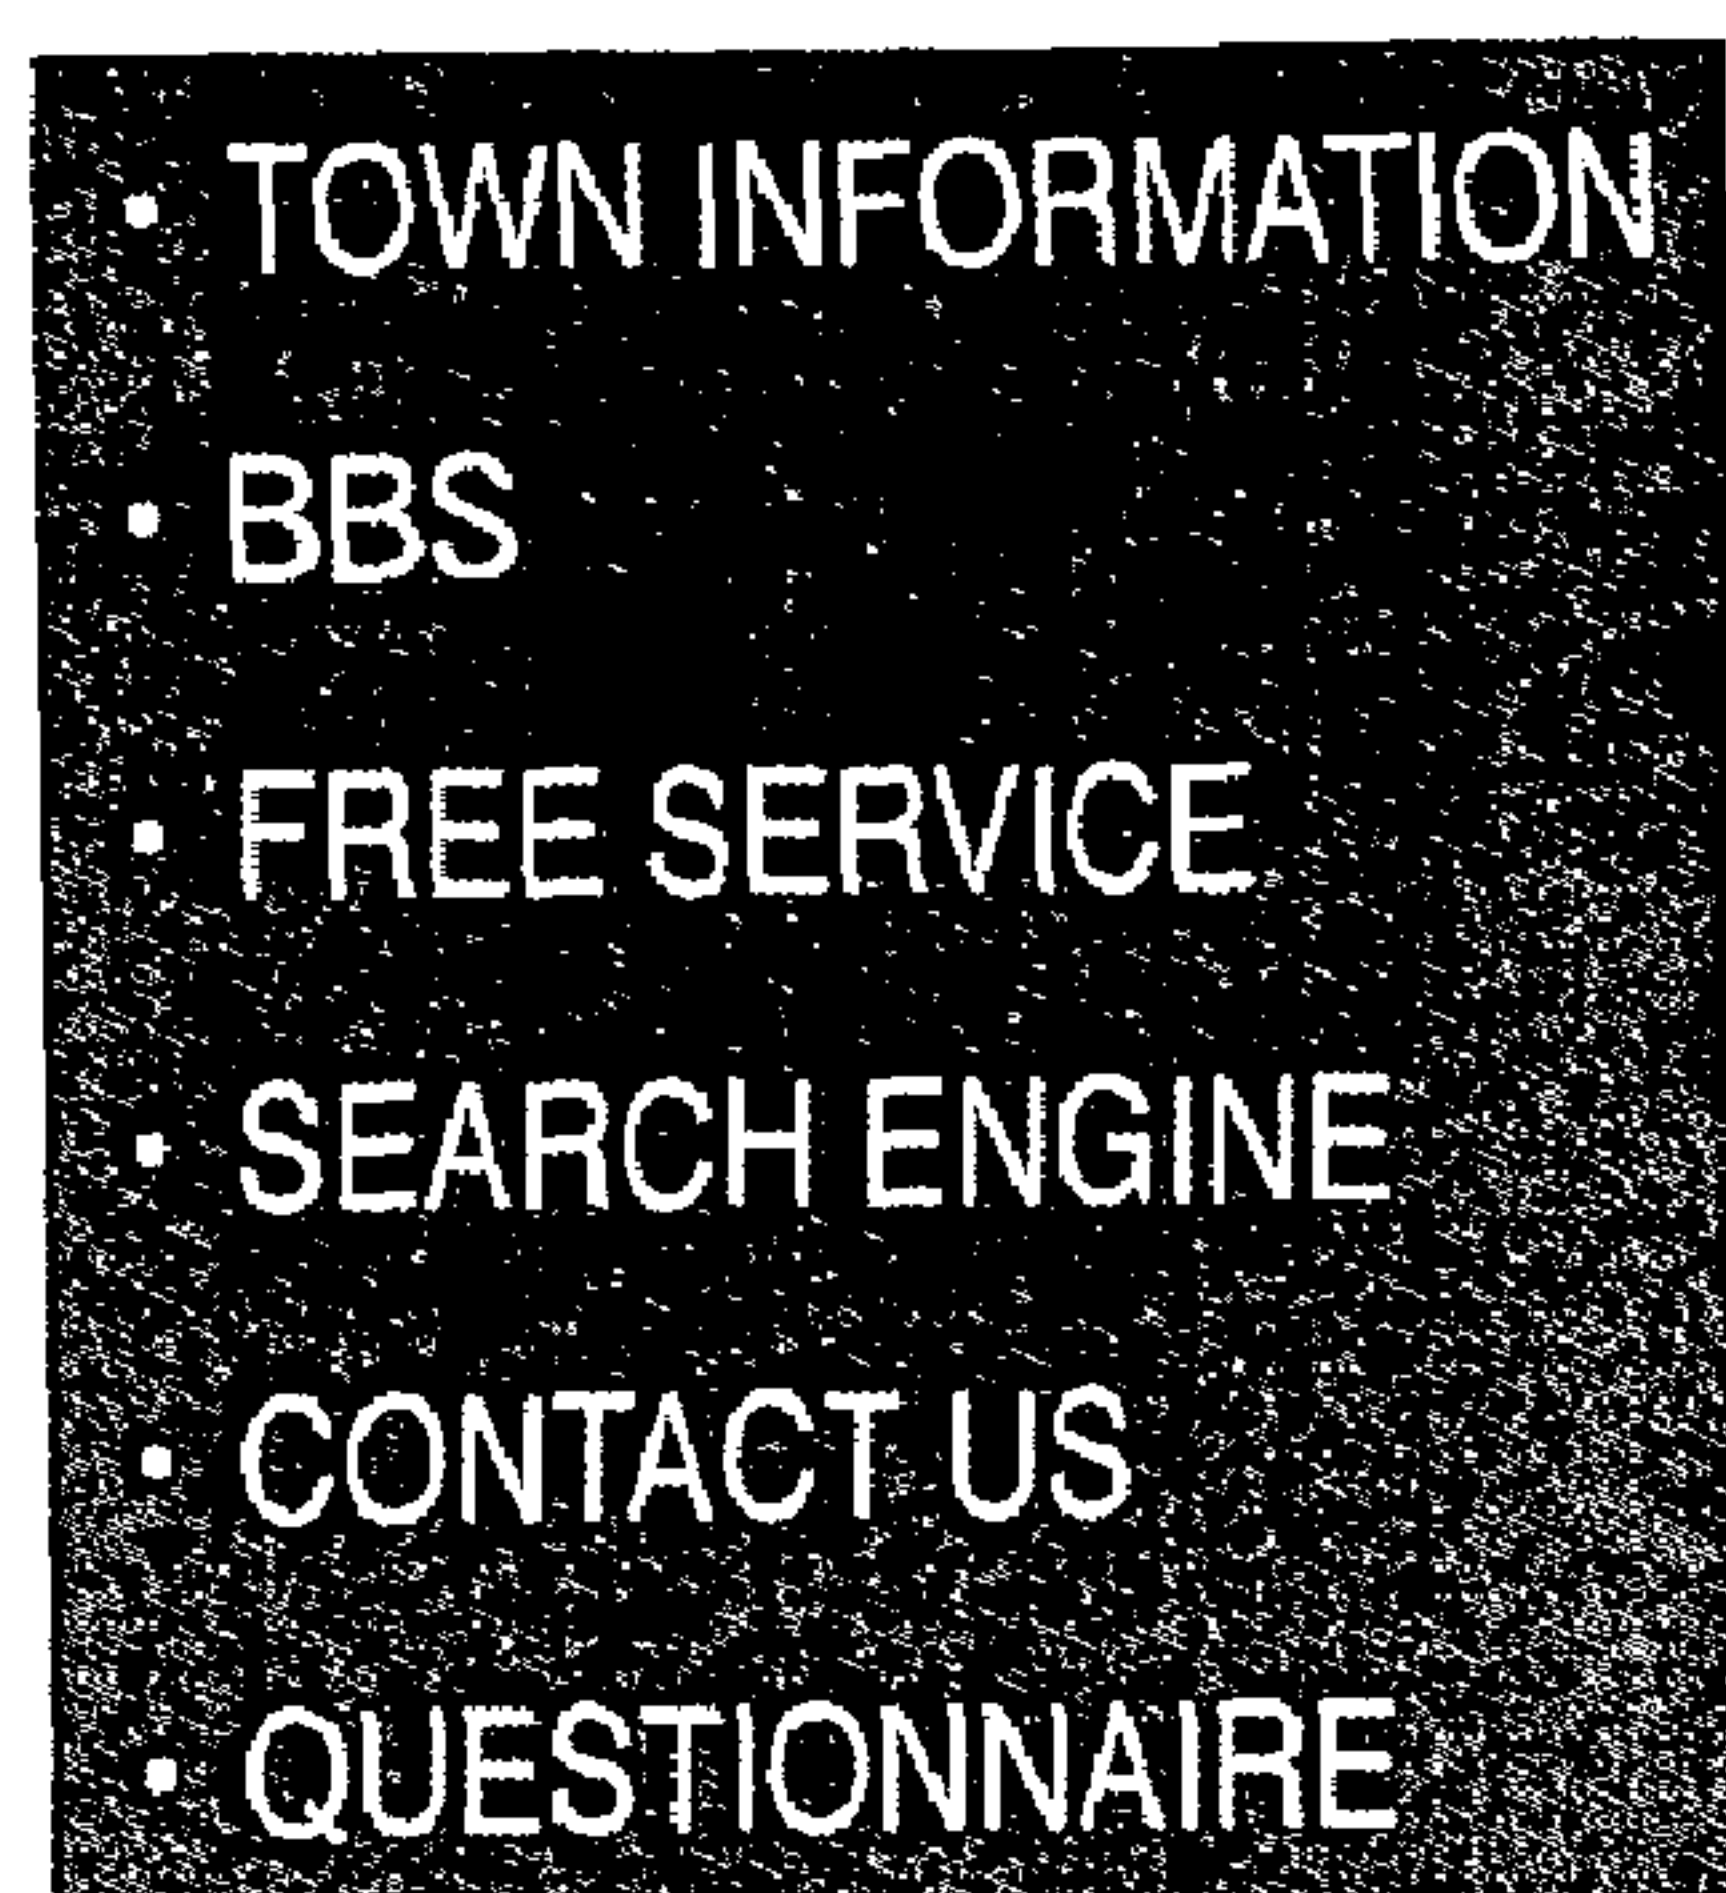 • TOWN INFORMATION
• BBS
• FREE SERVICE
• SEARCH ENGINE
• CONTACT US
• QUESTIONNAIRE